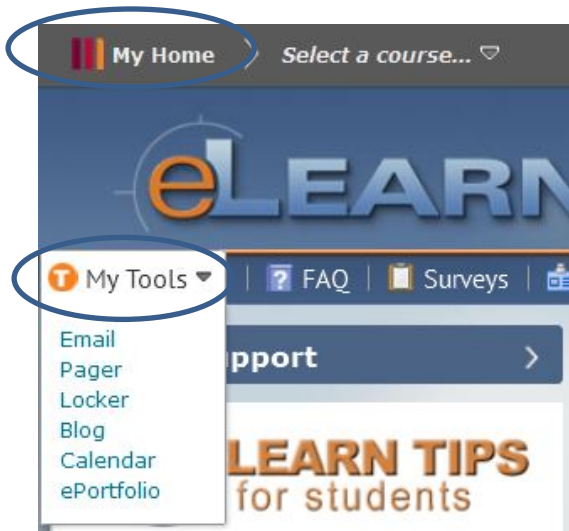 My Home Select a course...
eLEARN
T My Tools ? FAQ | Surveys |
Email
Pager
Locker
Blog
Calendar
ePortfolio
pport
LEARN TIPS
for students